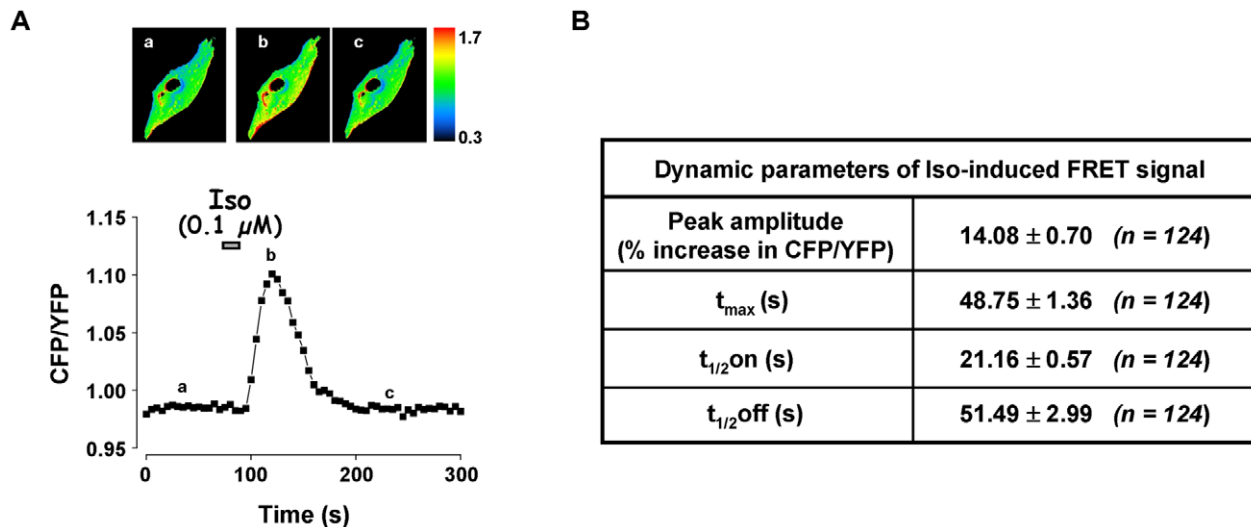 A
a
b
c
1.7
0.3
Iso
(0.1 µM)
1.15
1.10
1.05
1.00
0.95
CFP/YFP
a
b
c
0
100
200
300
Time (s)
B
Dynamic parameters of Iso-induced FRET signal
Peak amplitude
(% increase in CFP/YFP)
14.08 ± 0.70 (n = 124)
tmax (s)
48.75 ± 1.36 (n = 124)
t1/2on (s)
21.16 ± 0.57 (n = 124)
t1/2off (s)
51.49 ± 2.99 (n = 124)